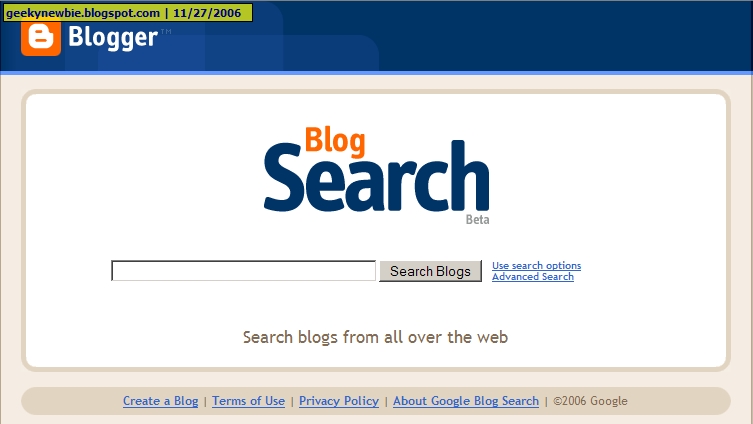 geekynewbie.blogspot.com | 11/27/2006
Blogger™
Blog
Search
Beta
Search Blogs
Use search options
Advanced Search
Search blogs from all over the web
Create a Blog | Terms of Use | Privacy Policy | About Google Blog Search | ©2006 Google